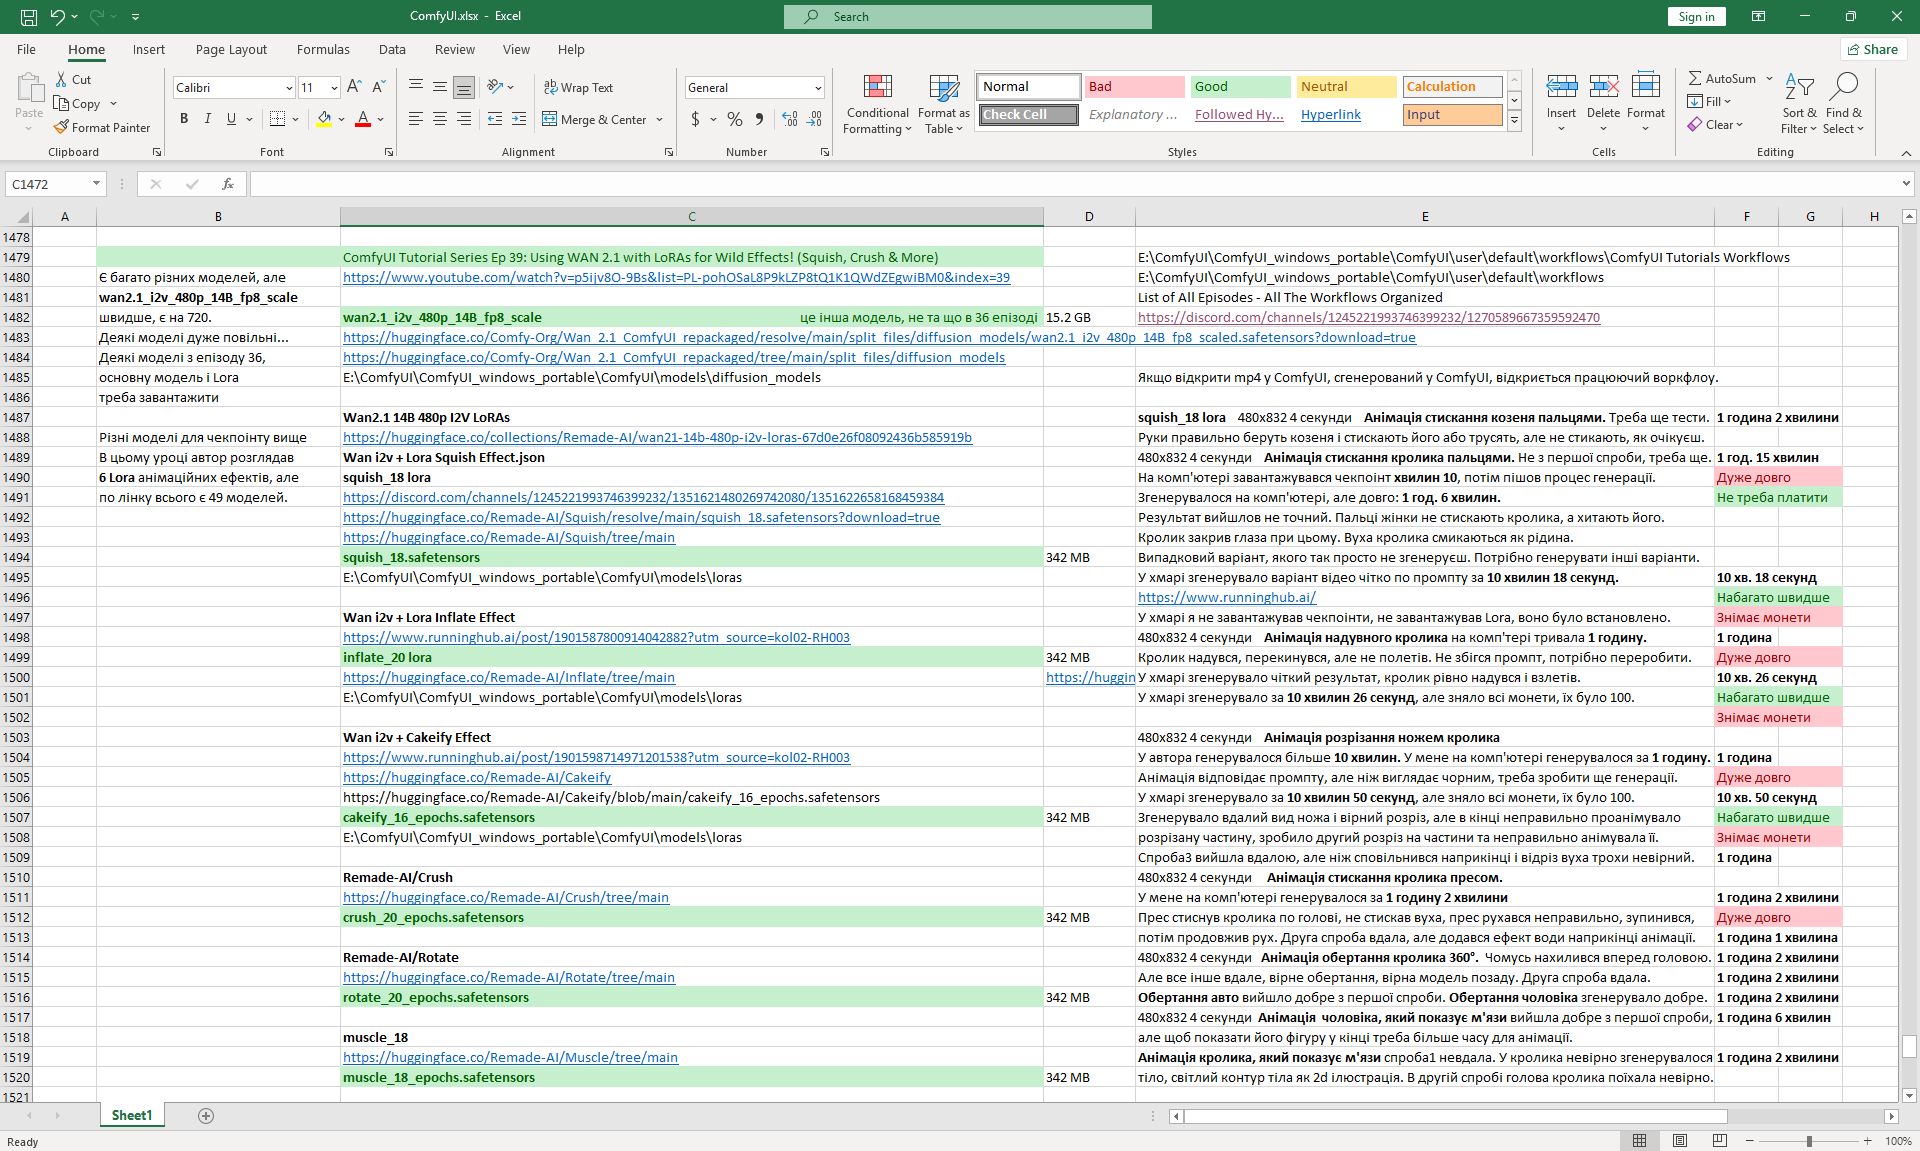 ComfyUI.xlsx - Excel
Search
Sign in
File Home Insert Page Layout Formulas Data Review View Help
Share
Paste
Cut
Copy
Format Painter
Clipboard
Calibri 11
B I U
Font
Wrap Text
Merge & Center
Alignment
General
Number
Conditional Formatting
Format as Table
Normal Bad Good Neutral Calculation
Check Cell Explanatory ... Followed Hy... Hyperlink Input
Styles
Insert Delete Format
Cells
AutoSum
Fill
Clear
Sort & Filter
Find & Select
Editing
C1472
fx
A B C D E F G H
1478
1479 ComfyUI Tutorial Series Ep 39: Using WAN 2.1 with LoRAs for Wild Effects! (Squish, Crush & More) E:\ComfyUI\ComfyUI_windows_portable\ComfyUI\user\default\workflows\ComfyUI Tutorials Workflows
1480 Є багато різних моделей, але https://www.youtube.com/watch?v=p5ijv8O-9Bs&list=PL-pohOSaL8P9kLZP8tQ1K1QWdZEgwiBM0&index=39 E:\ComfyUI\ComfyUI_windows_portable\ComfyUI\user\default\workflows
1481 wan2.1_i2v_480p_14B_fp8_scale List of All Episodes - All The Workflows Organized
1482 швидше, є на 720. wan2.1_i2v_480p_14B_fp8_scale це інша модель, не та що в 36 епізоді 15.2 GB https://discord.com/channels/1245221993746399232/1270589667359592470
1483 Деякі моделі дуже повільні... https://huggingface.co/Comfy-Org/Wan_2.1_ComfyUI_repackaged/resolve/main/split_files/diffusion_models/wan2.1_i2v_480p_14B_fp8_scaled.safetensors?download=true
1484 Деякі моделі з епізоду 36, https://huggingface.co/Comfy-Org/Wan_2.1_ComfyUI_repackaged/tree/main/split_files/diffusion_models
1485 основну модель і Lora E:\ComfyUI\ComfyUI_windows_portable\ComfyUI\models\diffusion_models Якщо відкрити mp4 у ComfyUI, сгенерований у ComfyUI, відкриється працюючий воркфлоу.
1486 треба завантажити
1487 Wan2.1 14B 480p I2V LoRAs squish_18 lora 480x832 4 секунди Анімація стискання козеня пальцями. Треба ще тести. 1 година 2 хвилини
1488 Різні моделі для чекпоінту вище https://huggingface.co/collections/Remade-AI/wan21-14b-480p-i2v-loras-67d0e26f08092436b585919b Руки правильно беруть козеня і стискають його або трусять, але не стикають, як очікуєш.
1489 В цьому уроці автор розглядав Wan i2v + Lora Squish Effect.json 480x832 4 секунди Анімація стискання кролика пальцями. Не з першої спроби, треба ще. 1 год. 15 хвилин
1490 6 Lora анімаційних ефектів, але squish_18 lora На комп'ютері завантажувався чекпоінт хвилин 10, потім пішов процес генерації. Дуже довго
1491 по лінку всього є 49 моделей. https://discord.com/channels/1245221993746399232/1351621480269742080/1351622658168459384 Згенерувалося на комп'ютері, але довго: 1 год. 6 хвилин. Не треба платити
1492 https://huggingface.co/Remade-AI/Squish/resolve/main/squish_18.safetensors?download=true Результат вийшлов не точний. Пальці жінки не стискають кролика, а хитають його.
1493 https://huggingface.co/Remade-AI/Squish/tree/main Кролик закрив глаза при цьому. Вуха кролика смикаються як рідина.
1494 squish_18.safetensors 342 MB Випадковий варіант, якого так просто не згенеруєш. Потрібно генерувати інші варіанти.
1495 E:\ComfyUI\ComfyUI_windows_portable\ComfyUI\models\loras У хмарі згенерувало варіант відео чітко по промпту за 10 хвилин 18 секунд. 10 хв. 18 секунд
1496 https://www.runninghub.ai/ Набагато швидше
1497 Wan i2v + Lora Inflate Effect У хмарі я не завантажував чекпоінти, не завантажував Lora, воно було встановлено. Знімає монети
1498 https://www.runninghub.ai/post/1901587800914042882?utm_source=kol02-RH003 480x832 4 секунди Анімація надувного кролика на комп'тері тривала 1 годину. 1 година
1499 inflate_20 lora 342 MB Кролик надувся, перекинувся, але не полетів. Не збігся промпт, потрібно переробити. Дуже довго
1500 https://huggingface.co/Remade-AI/Inflate/tree/main https://huggin У хмарі згенерувало чіткий результат, кролик рівно надувся і взлетів. 10 хв. 26 секунд
1501 E:\ComfyUI\ComfyUI_windows_portable\ComfyUI\models\loras У хмарі згенерувало за 10 хвилин 26 секунд, але зняло всі монети, їх було 100. Набагато швидше
1502 Знімає монети
1503 Wan i2v + Cakeify Effect 480x832 4 секунди Анімація розрізання ножем кролика
1504 https://www.runninghub.ai/post/1901598714971201538?utm_source=kol02-RH003 У автора генерувалося більше 10 хвилин. У мене на комп'ютері генерувалося за 1 годину. 1 година
1505 https://huggingface.co/Remade-AI/Cakeify Анімація відповідає промпту, але ніж виглядає чорним, треба зробити ще генерації. Дуже довго
1506 https://huggingface.co/Remade-AI/Cakeify/blob/main/cakeify_16_epochs.safetensors У хмарі згенерувало за 10 хвилин 50 секунд, але зняло всі монети, їх було 100. 10 хв. 50 секунд
1507 cakeify_16_epochs.safetensors 342 MB Згенерувало вдалий вид ножа і вірний розріз, але в кінці неправильно проанімувало Набагато швидше
1508 E:\ComfyUI\ComfyUI_windows_portable\ComfyUI\models\loras розрізану частину, зробило другий розріз на частини та неправильно анімувала її. Знімає монети
1509 Спроба3 вийшла вдалою, але ніж сповільнився наприкінці і відріз вуха трохи невірний. 1 година
1510 Remade-AI/Crush 480x832 4 секунди Анімація стискання кролика пресом.
1511 https://huggingface.co/Remade-AI/Crush/tree/main У мене на комп'ютері генерувалося за 1 годину 2 хвилини 1 година 2 хвилини
1512 crush_20_epochs.safetensors 342 MB Прес стиснув кролика по голові, не стискав вуха, прес рухався неправильно, зупинився, Дуже довго
1513 потім продовжив рух. Друга спроба вдала, але додався ефект води наприкінці анімації. 1 година 1 хвилина
1514 Remade-AI/Rotate 480x832 4 секунди Анімація обертання кролика 360°. Чомусь нахилився вперед головою. 1 година 2 хвилини
1515 https://huggingface.co/Remade-AI/Rotate/tree/main Але все інше вдале, вірне обертання, вірна модель позаду. Друга спроба вдала. 1 година 2 хвилини
1516 rotate_20_epochs.safetensors 342 MB Обертання авто вийшло добре з першої спроби. Обертання чоловіка згенерувало добре. 1 година 2 хвилини
1517 480x832 4 секунди Анімація чоловіка, який показує м'язи вийшла добре з першої спроби, 1 година 6 хвилин
1518 muscle_18 але щоб показати його фігуру у кінці треба більше часу для анімації.
1519 https://huggingface.co/Remade-AI/Muscle/tree/main Анімація кролика, який показує м'язи спроба1 невдала. У кролика невірно згенерувалося 1 година 2 хвилини
1520 muscle_18_epochs.safetensors 342 MB тіло, світлий контур тіла як 2d ілюстрація. В другій спробі голова кролика поїхала невірно.
1521
Sheet1
Ready
100%